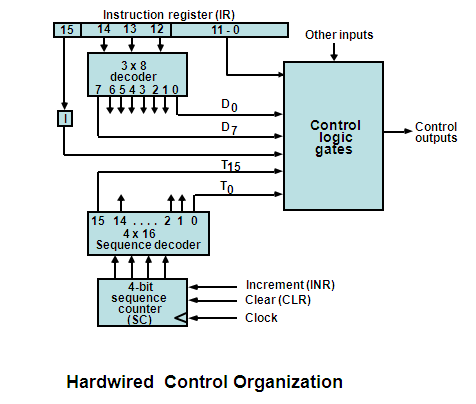 Instruction register (IR)
15 14 13 12 11 - 0
Other inputs
3 x 8
decoder
7 6 5 4 3 2 1 0
D0
I
D7
Control
logic
gates
Control
outputs
T15
T0
15 14 . . . . 2 1 0
4 x 16
Sequence decoder
4-bit
sequence
counter
(SC)
Increment (INR)
Clear (CLR)
Clock
Hardwired Control Organization